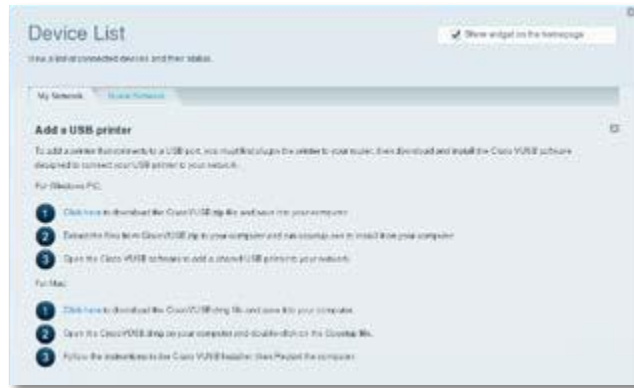 Device List
Show widget on the homepage
View a list of connected devices and their status.
My Network Guest Network
Add a USB printer
To add a printer that connects to a USB port, you must first plug in the printer to your router, then download and install the Cisco VUSB software
designed to connect your USB printer to your network.
For Windows PC:
1 Click here to download the Cisco VUSB zip file and save it to your computer.
2 Extract the files from Cisco VUSB zip to your computer and run to install from your computer
3 Open the Cisco VUSB software to add a shared USB printer to your network.
For Mac:
1 Click here to download the Cisco VUSB dmg file and save it to your computer.
2 Open the Cisco VUSB dmg on your computer and double-click on the file.
3 Follow the instructions in the Cisco VUSB Installer, then Restart the computer.